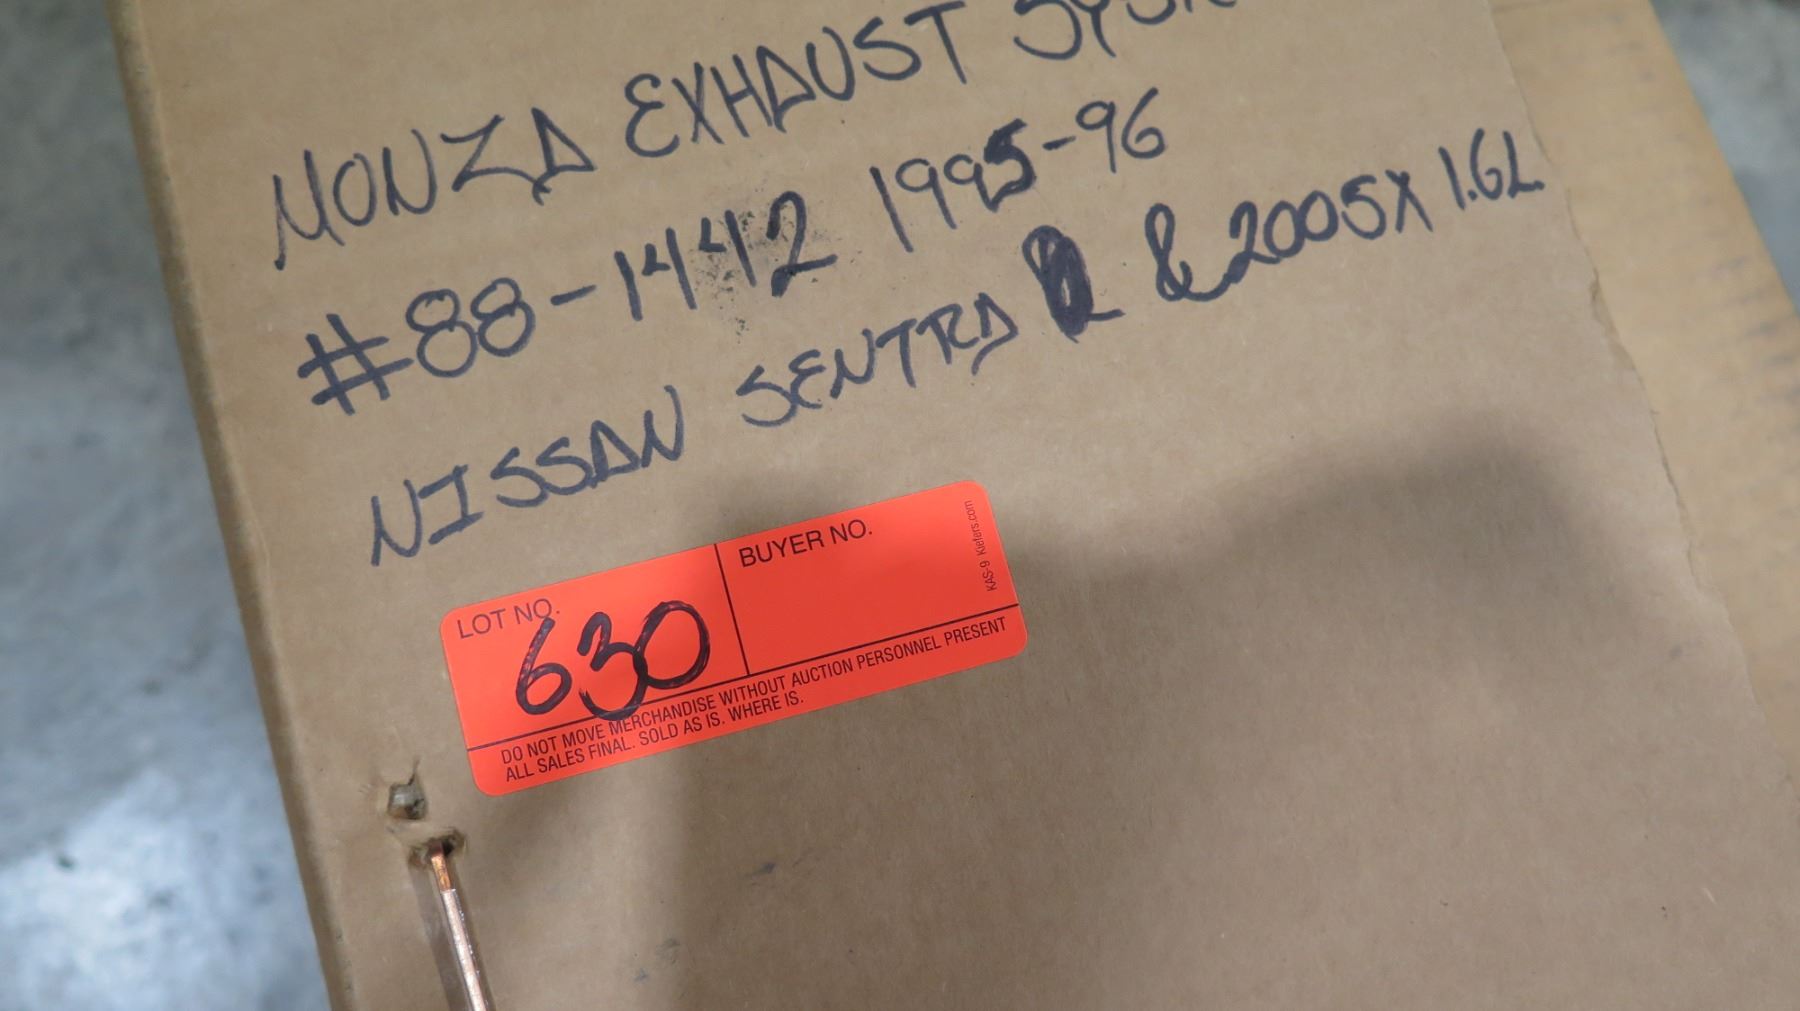 MONZA EXHAUST
#88-1442 1995-96
NISSAN SENTRA & 200SX 1.6L
LOT NO.
630
BUYER NO.
KAS-9 Kiefers.com
DO NOT MOVE MERCHANDISE WITHOUT AUCTION PERSONNEL PRESENT
ALL SALES FINAL. SOLD AS IS. WHERE IS.